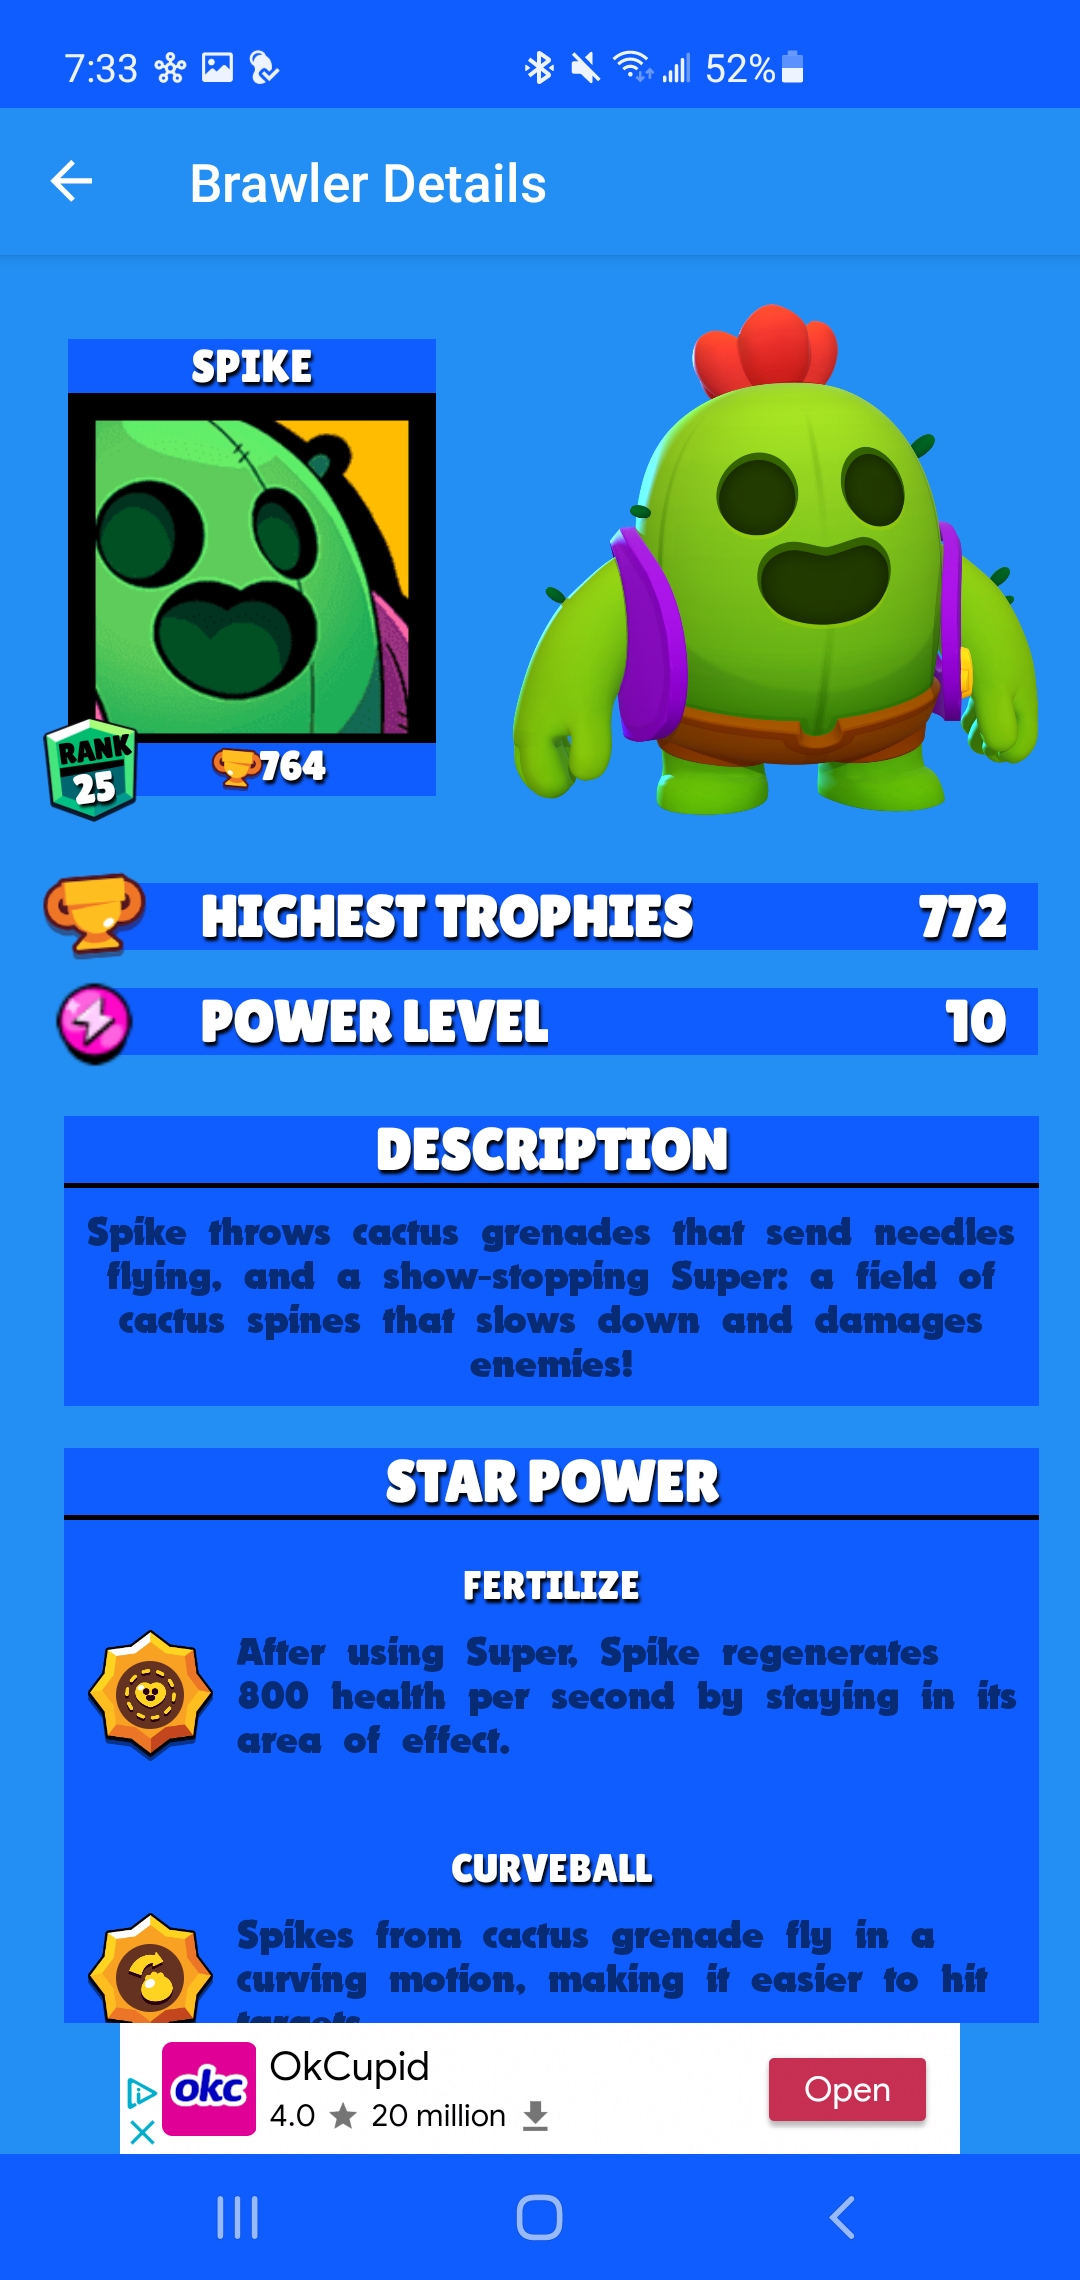 7:33
52%
Brawler Details
SPIKE
RANK
25
764
HIGHEST TROPHIES 772
POWER LEVEL 10
DESCRIPTION
Spike throws cactus grenades that send needles
flying, and a show-stopping Super: a field of
cactus spines that slows down and damages
enemies!
STAR POWER
FERTILIZE
After using Super, Spike regenerates
800 health per second by staying in its
area of effect.
CURVEBALL
Spikes from cactus grenade fly in a
curving motion, making it easier to hit
targets.
okc
OkCupid
4.0 ★ 20 million
Open